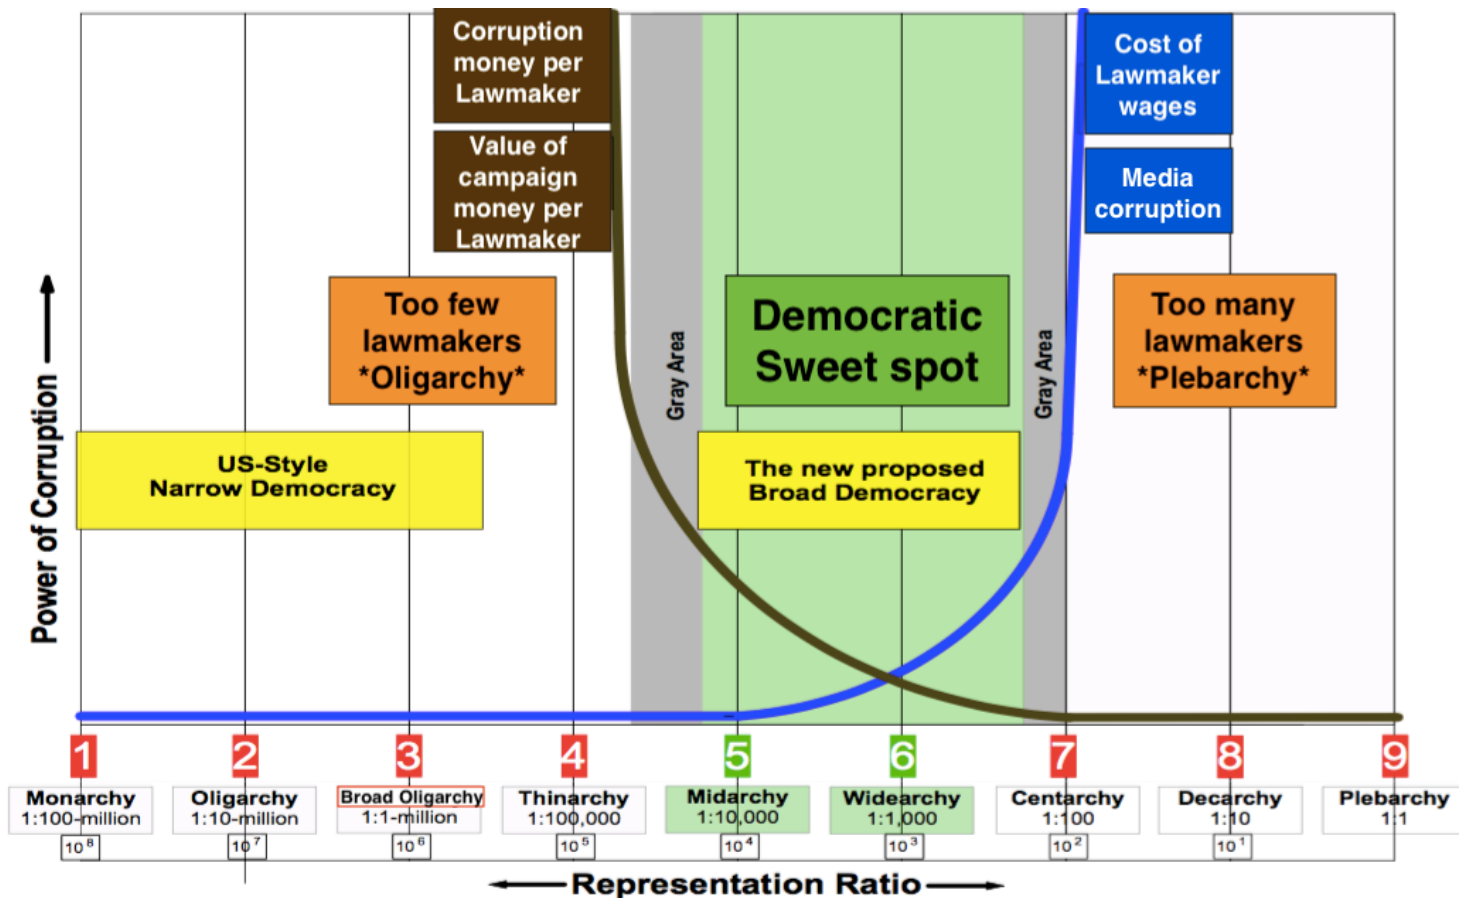 Corruption
money per
Lawmaker
Value of
campaign
money per
Lawmaker
Cost of
Lawmaker
wages
Media
corruption
Too few
lawmakers
*Oligarchy*
Democratic
Sweet spot
Too many
lawmakers
*Plebarchy*
Gray Area
Gray Area
US-Style
Narrow Democracy
The new proposed
Broad Democracy
Power of Corruption
1 2 3 4 5 6 7 8 9
Monarchy
1:100-million
10⁸
Oligarchy
1:10-million
10⁷
Broad Oligarchy
1:1-million
10⁶
Thinarchy
1:100,000
10⁵
Midarchy
1:10,000
10⁴
Widearchy
1:1,000
10³
Centarchy
1:100
10²
Decarchy
1:10
10¹
Plebarchy
1:1
Representation Ratio